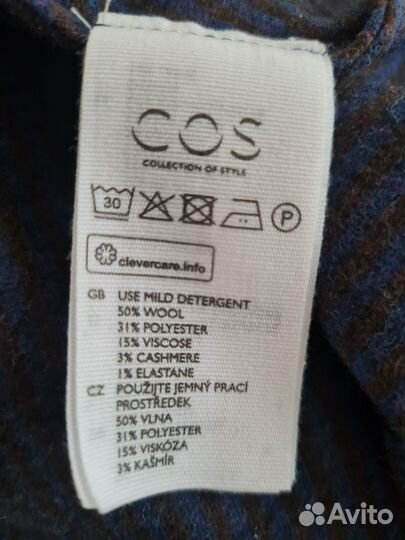 COS
COLLECTION OF STYLE
30 P
clevercare.info
GB USE MILD DETERGENT
50% WOOL
31% POLYESTER
15% VISCOSE
3% CASHMERE
1% ELASTANE
CZ POUŽIJTE JEMNÝ PRACÍ
PROSTŘEDEK
50% VLNA
31% POLYESTER
15% VISKÓZA
3% KAŠMÍR
Avito